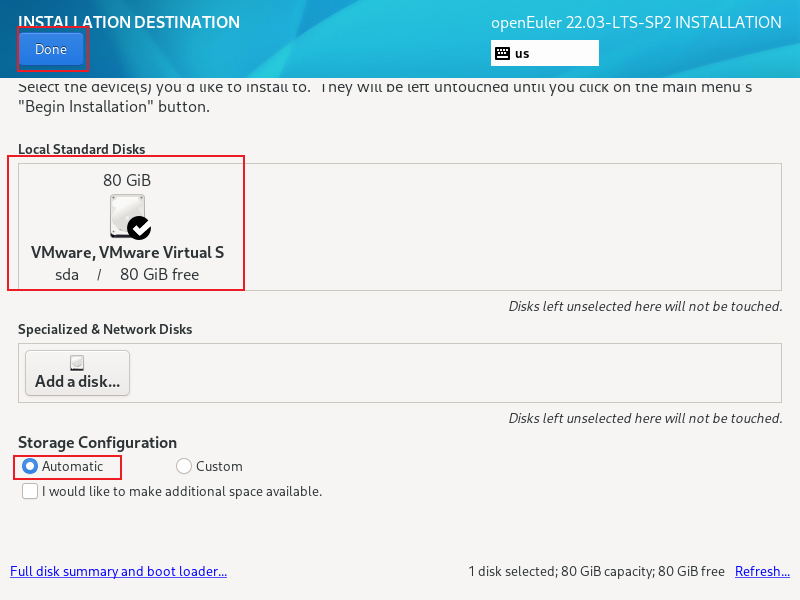 INSTALLATION DESTINATION
openEuler 22.03-LTS-SP2 INSTALLATION
Done
us
Select the device(s) you'd like to install to. They will be left untouched until you click on the main menu's
"Begin Installation" button.
Local Standard Disks
80 GiB
VMware, VMware Virtual S
sda / 80 GiB free
Disks left unselected here will not be touched.
Specialized & Network Disks
Add a disk...
Disks left unselected here will not be touched.
Storage Configuration
Automatic Custom
I would like to make additional space available.
Full disk summary and boot loader... 1 disk selected; 80 GiB capacity; 80 GiB free Refresh...